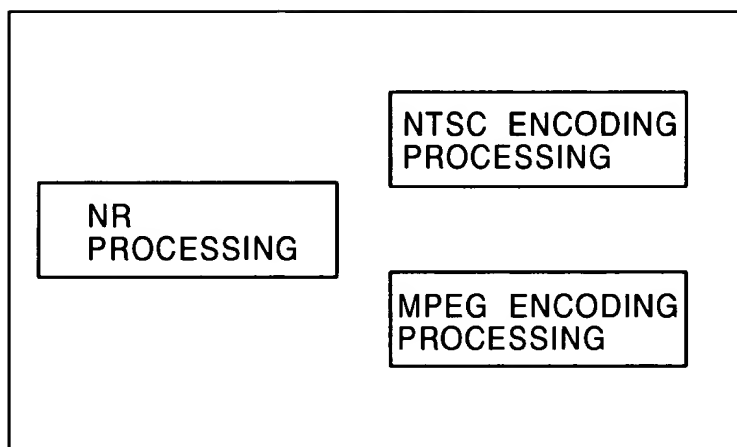 NR
PROCESSING
NTSC ENCODING
PROCESSING
MPEG ENCODING
PROCESSING